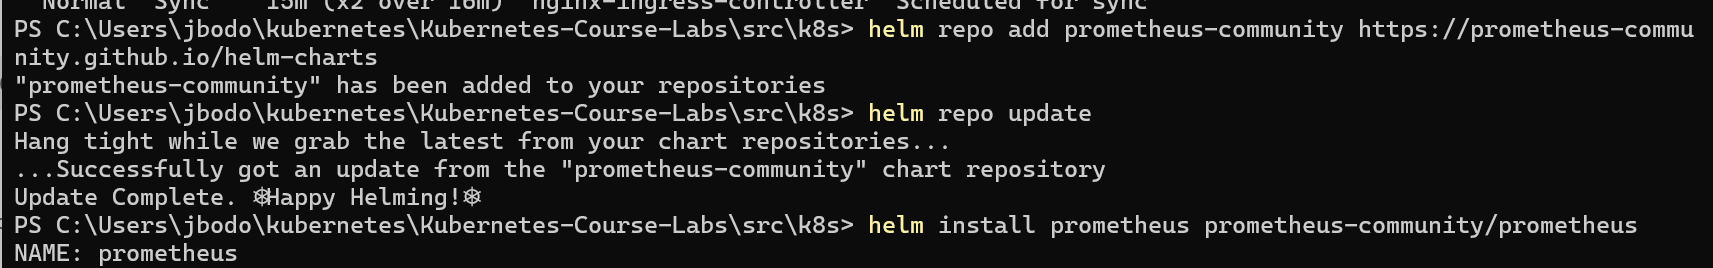 Normal  Sync    15m (x2 over 16m)  nginx-ingress-controller  Scheduled for sync
PS C:\Users\jbodo\kubernetes\Kubernetes-Course-Labs\src\k8s> helm repo add prometheus-community https://prometheus-commu
nity.github.io/helm-charts
"prometheus-community" has been added to your repositories
PS C:\Users\jbodo\kubernetes\Kubernetes-Course-Labs\src\k8s> helm repo update
Hang tight while we grab the latest from your chart repositories...
...Successfully got an update from the "prometheus-community" chart repository
Update Complete. ⎈Happy Helming!⎈
PS C:\Users\jbodo\kubernetes\Kubernetes-Course-Labs\src\k8s> helm install prometheus prometheus-community/prometheus
NAME: prometheus